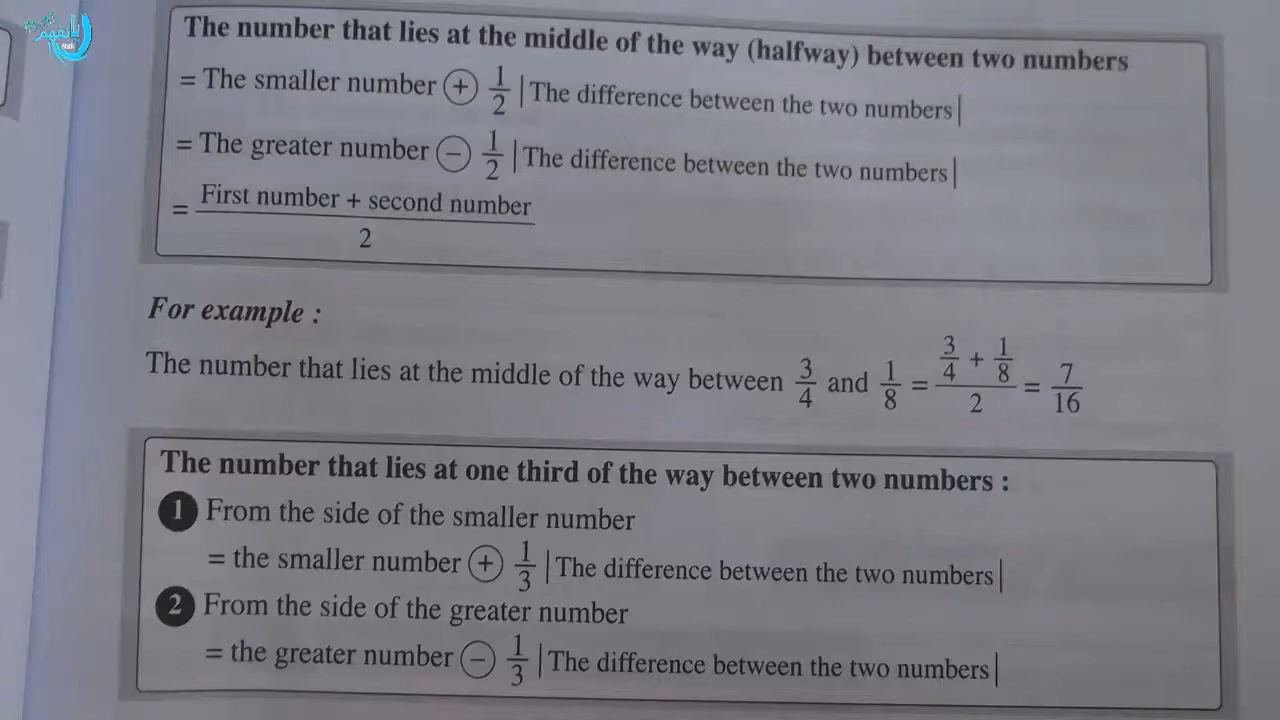 يلا نفهم
Math
The number that lies at the middle of the way (halfway) between two numbers
= The smaller number ⊕ 1/2 | The difference between the two numbers |
= The greater number ⊖ 1/2 | The difference between the two numbers |
= First number + second number / 2
For example :
The number that lies at the middle of the way between 3/4 and 1/8 = (3/4 + 1/8) / 2 = 7/16
The number that lies at one third of the way between two numbers :
1 From the side of the smaller number
= the smaller number ⊕ 1/3 | The difference between the two numbers |
2 From the side of the greater number
= the greater number ⊖ 1/3 | The difference between the two numbers |